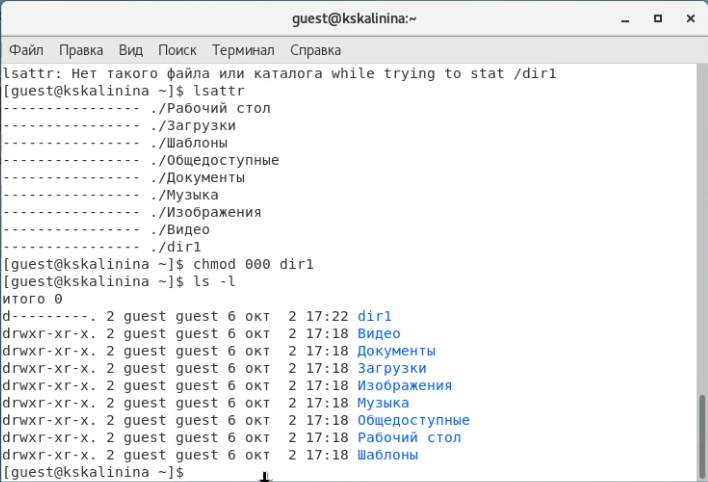 guest@kskalinina:~
Файл Правка Вид Поиск Терминал Справка
lsattr: Нет такого файла или каталога while trying to stat /dir1
[guest@kskalinina ~]$ lsattr
---------------- ./Рабочий стол
---------------- ./Загрузки
---------------- ./Шаблоны
---------------- ./Общедоступные
---------------- ./Документы
---------------- ./Музыка
---------------- ./Изображения
---------------- ./Видео
---------------- ./dir1
[guest@kskalinina ~]$ chmod 000 dir1
[guest@kskalinina ~]$ ls -l
итого 0
d---------. 2 guest guest 6 окт  2 17:22 dir1
drwxr-xr-x. 2 guest guest 6 окт  2 17:18 Видео
drwxr-xr-x. 2 guest guest 6 окт  2 17:18 Документы
drwxr-xr-x. 2 guest guest 6 окт  2 17:18 Загрузки
drwxr-xr-x. 2 guest guest 6 окт  2 17:18 Изображения
drwxr-xr-x. 2 guest guest 6 окт  2 17:18 Музыка
drwxr-xr-x. 2 guest guest 6 окт  2 17:18 Общедоступные
drwxr-xr-x. 2 guest guest 6 окт  2 17:18 Рабочий стол
drwxr-xr-x. 2 guest guest 6 окт  2 17:18 Шаблоны
[guest@kskalinina ~]$